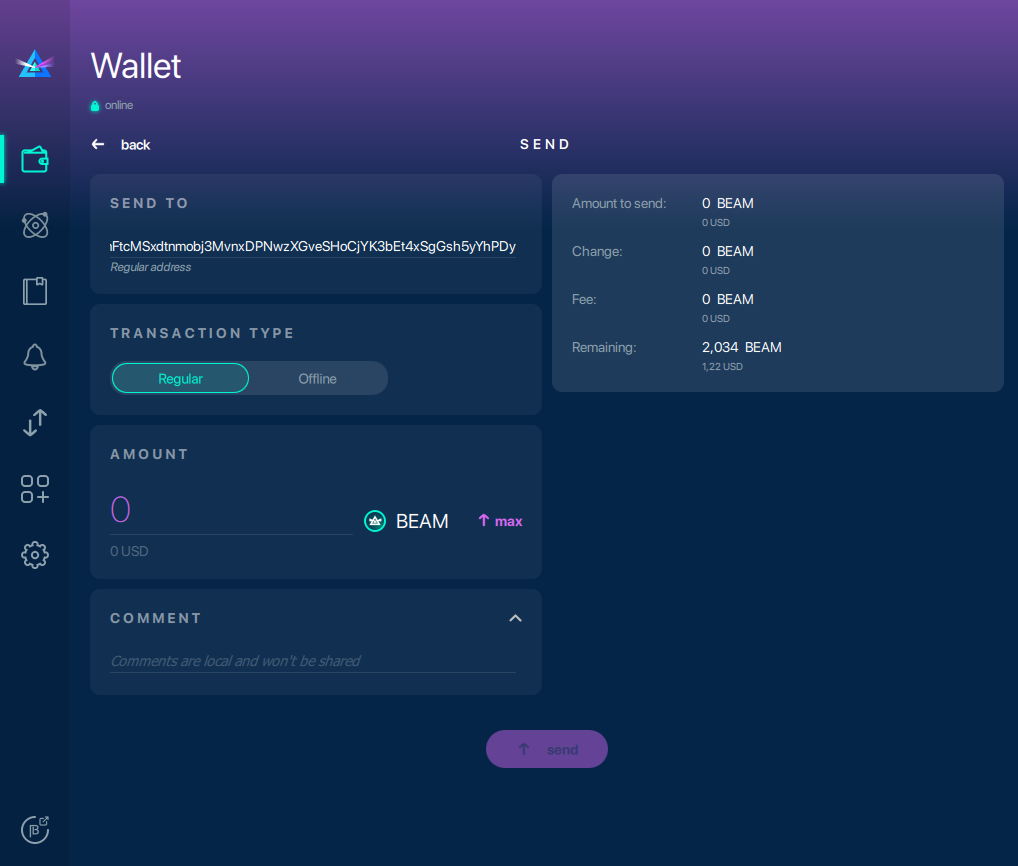 Wallet
online
back
SEND
SEND TO
FtcMSxdtnmobj3MvnxDPNwzXGveSHoCjYK3bEt4xSgGsh5yYhPDy
Regular address
TRANSACTION TYPE
Regular
Offline
AMOUNT
0
BEAM
max
0 USD
COMMENT
Comments are local and won't be shared
Amount to send: 0 BEAM
0 USD
Change: 0 BEAM
0 USD
Fee: 0 BEAM
0 USD
Remaining: 2,034 BEAM
1,22 USD
send